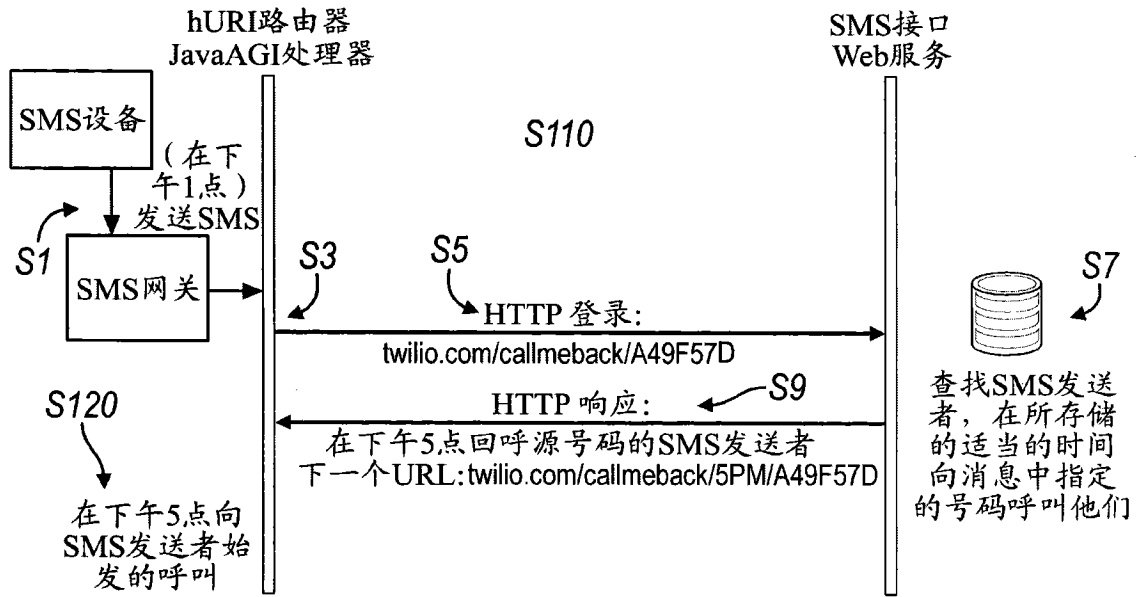 hURI路由器
JavaAGI处理器
SMS接口
Web服务
SMS设备
S110
（在下
午1点）
发送SMS
S1
SMS网关
S3
S5
S7
HTTP 登录:
twilio.com/callmeback/A49F57D
S9
HTTP 响应:
在下午5点回呼源号码的SMS发送者
下一个URL:twilio.com/callmeback/5PM/A49F57D
查找SMS发送
者，在所存储
的适当的时间
向消息中指定
的号码呼叫他们
S120
在下午5点向
SMS发送者始
发的呼叫